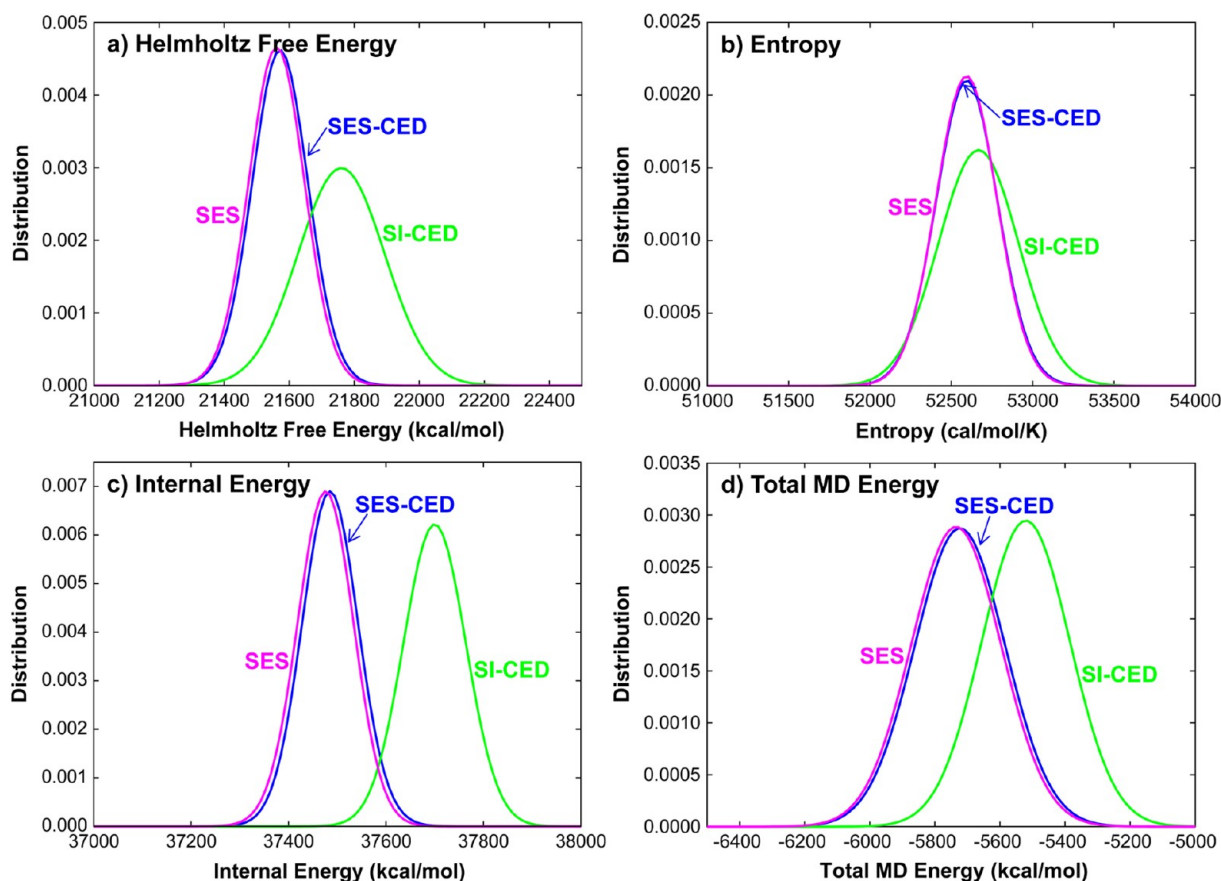 a) Helmholtz Free Energy
0.005
0.004
0.003
0.002
0.001
0.000
Distribution
SES-CED
SES
SI-CED
21000 21200 21400 21600 21800 22000 22200 22400
Helmholtz Free Energy (kcal/mol)
b) Entropy
0.0025
0.0020
0.0015
0.0010
0.0005
0.0000
Distribution
SES-CED
SES
SI-CED
51000 51500 52000 52500 53000 53500 54000
Entropy (cal/mol/K)
c) Internal Energy
0.007
0.006
0.005
0.004
0.003
0.002
0.001
0.000
Distribution
SES-CED
SES
SI-CED
37000 37200 37400 37600 37800 38000
Internal Energy (kcal/mol)
d) Total MD Energy
0.0035
0.0030
0.0025
0.0020
0.0015
0.0010
0.0005
0.0000
Distribution
SES-CED
SES
SI-CED
-6400 -6200 -6000 -5800 -5600 -5400 -5200 -5000
Total MD Energy (kcal/mol)